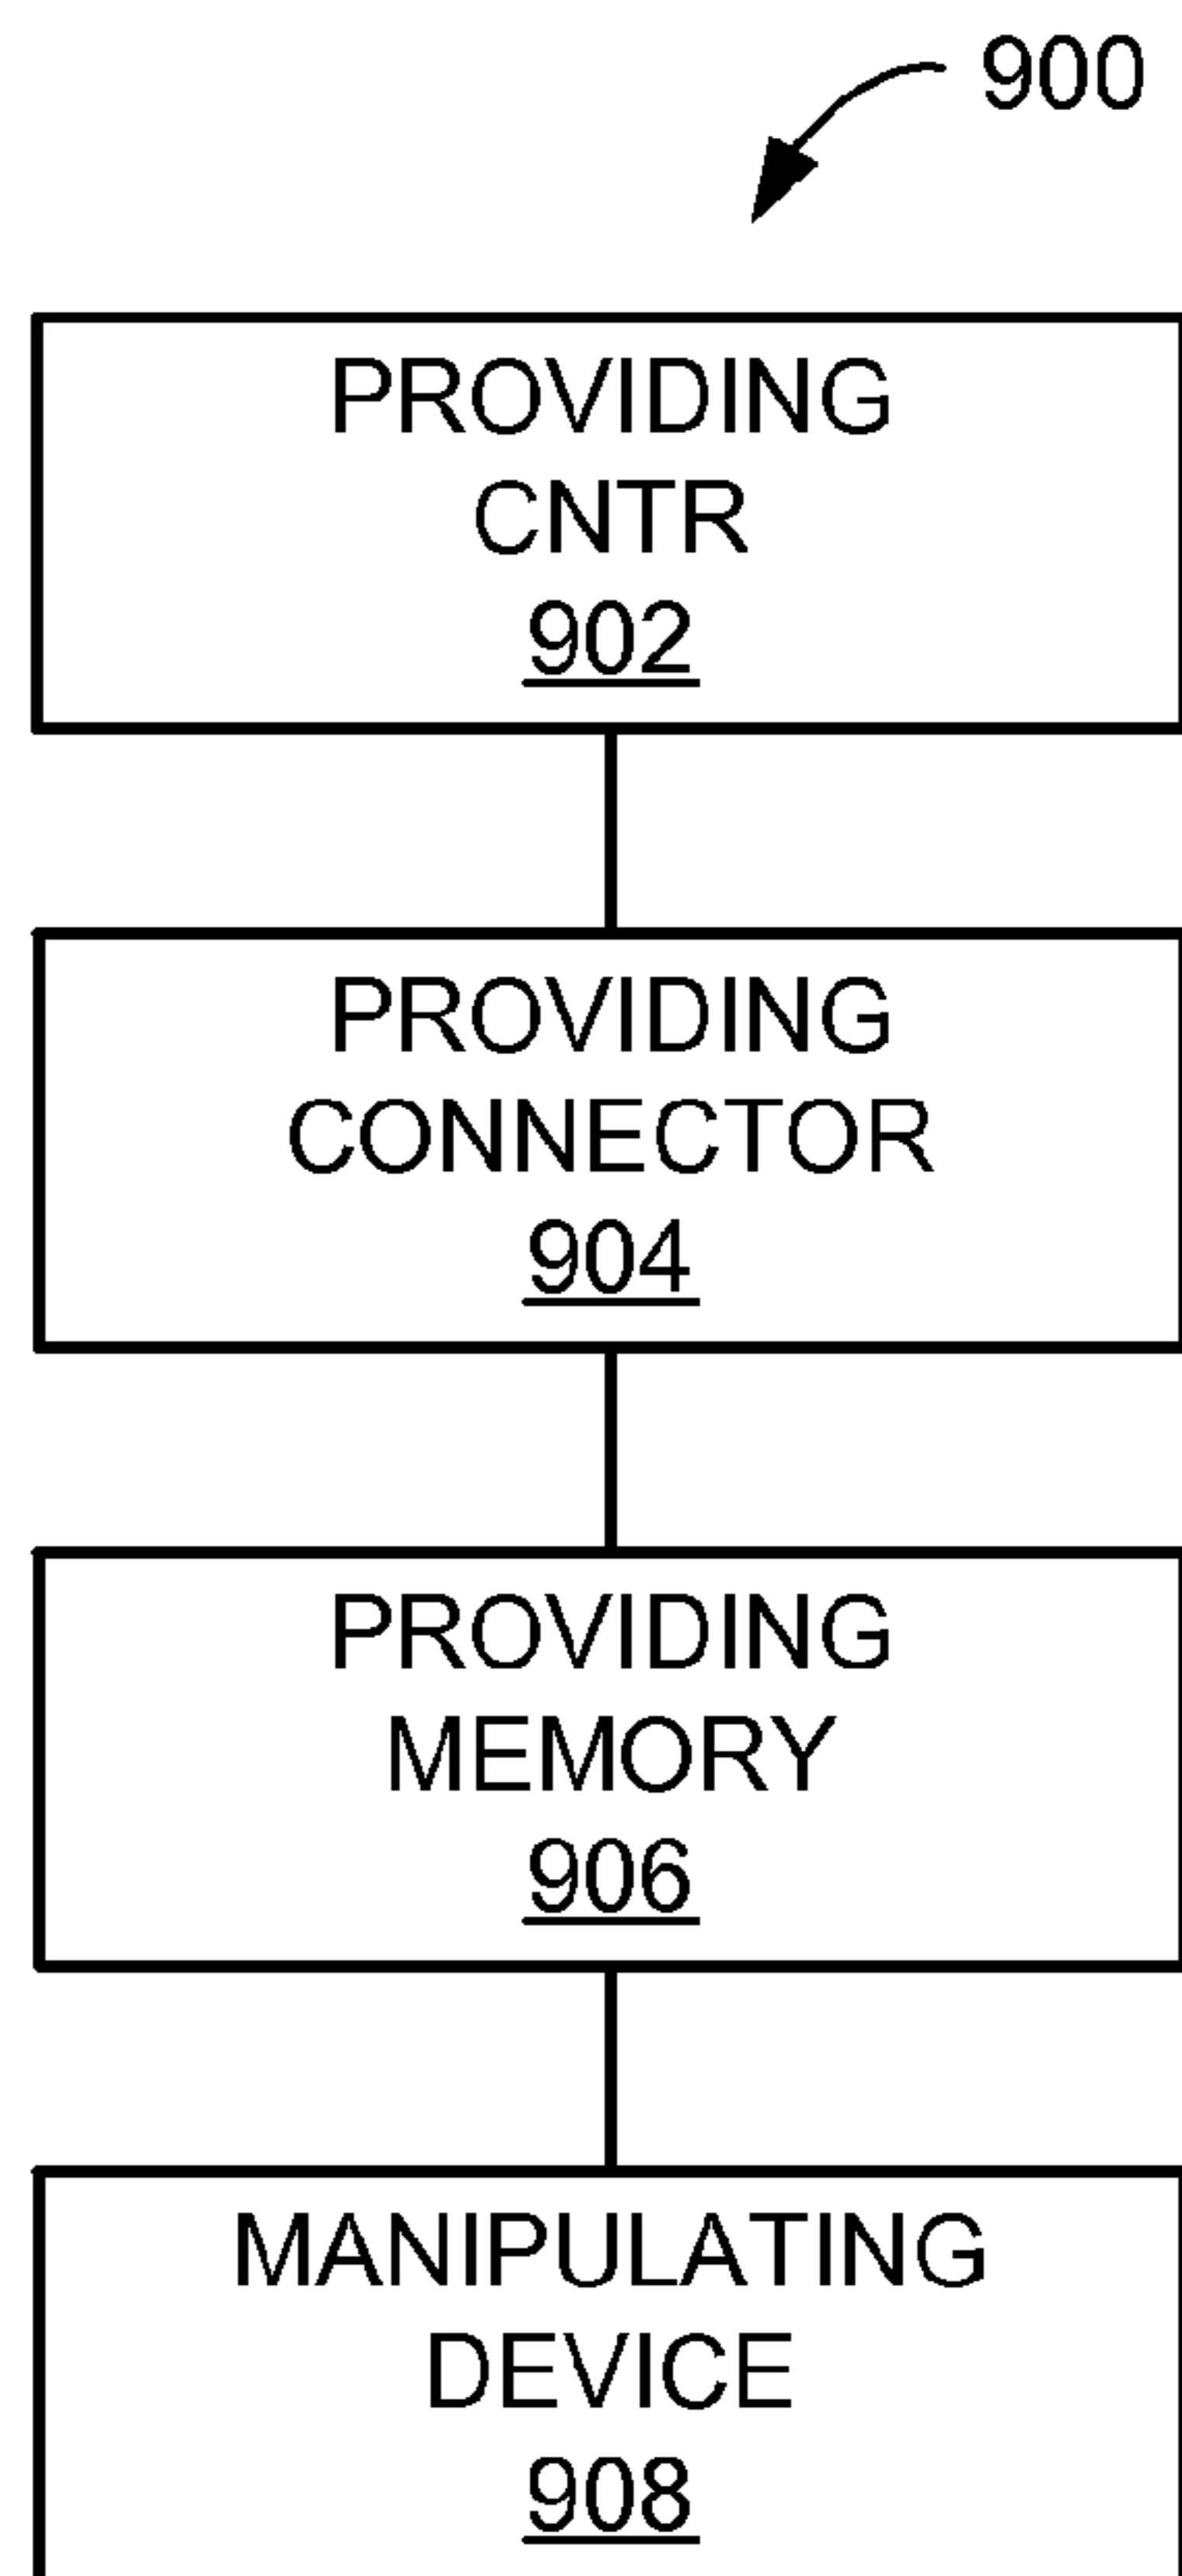 900
PROVIDING
CNTR
902
PROVIDING
CONNECTOR
904
PROVIDING
MEMORY
906
MANIPULATING
DEVICE
908